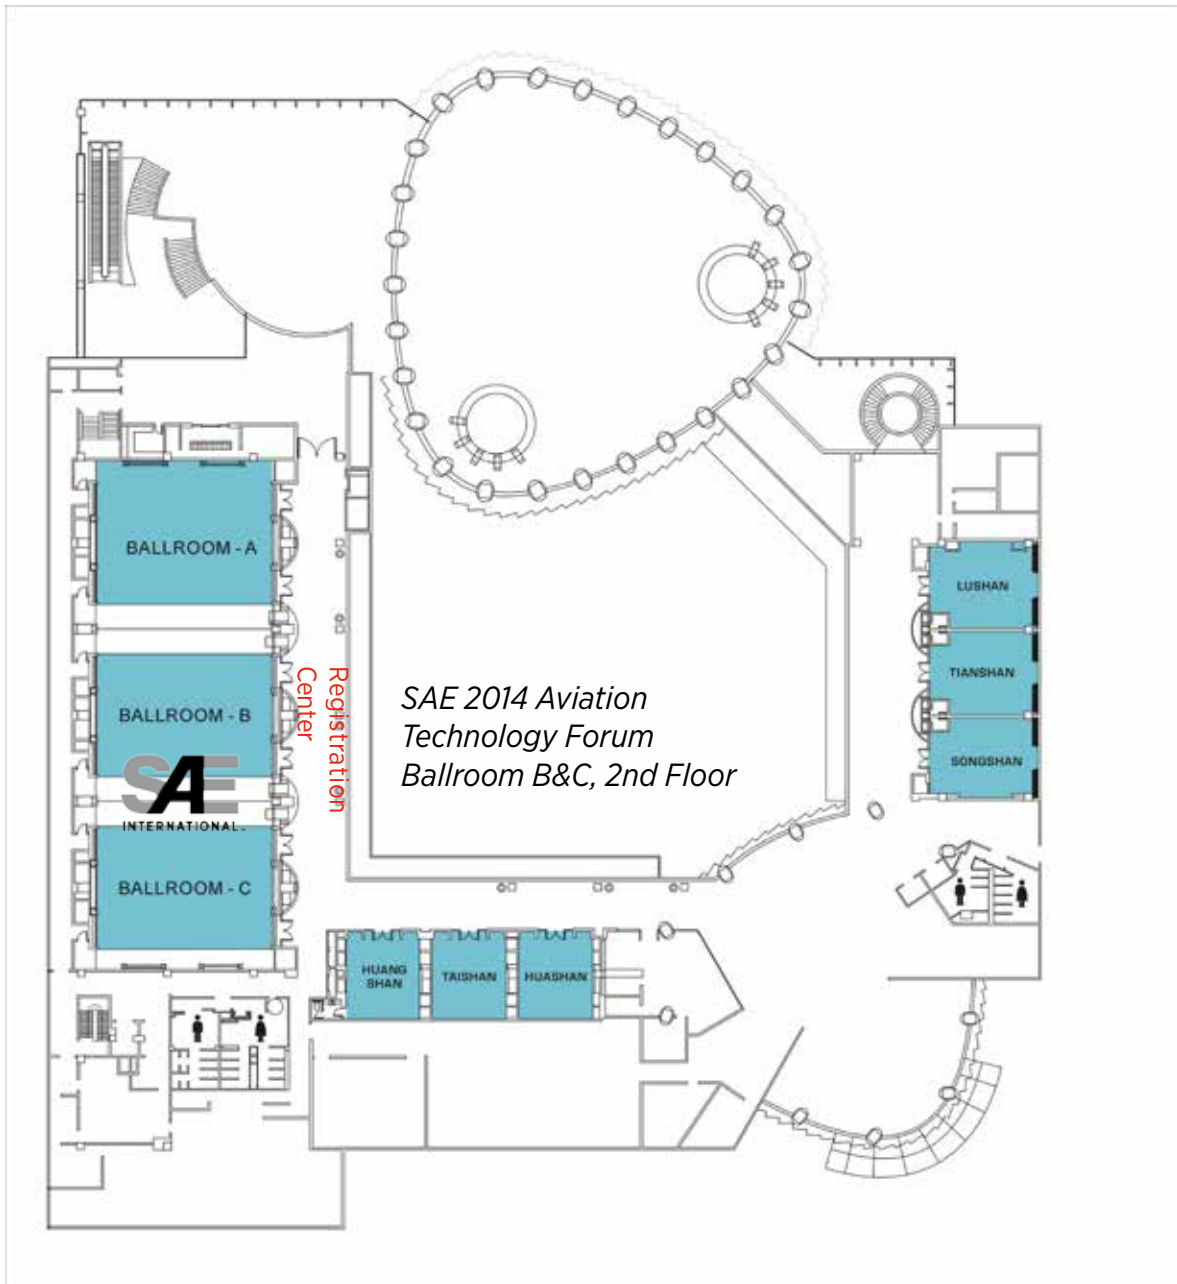 BALLROOM - A
LUSHAN
TIANSHAN
SONGSHAN
BALLROOM - B
Registration
Center
SAE 2014 Aviation
Technology Forum
Ballroom B&C, 2nd Floor
SAE
INTERNATIONAL
BALLROOM - C
HUANG
SHAN
TAISHAN
HUASHAN